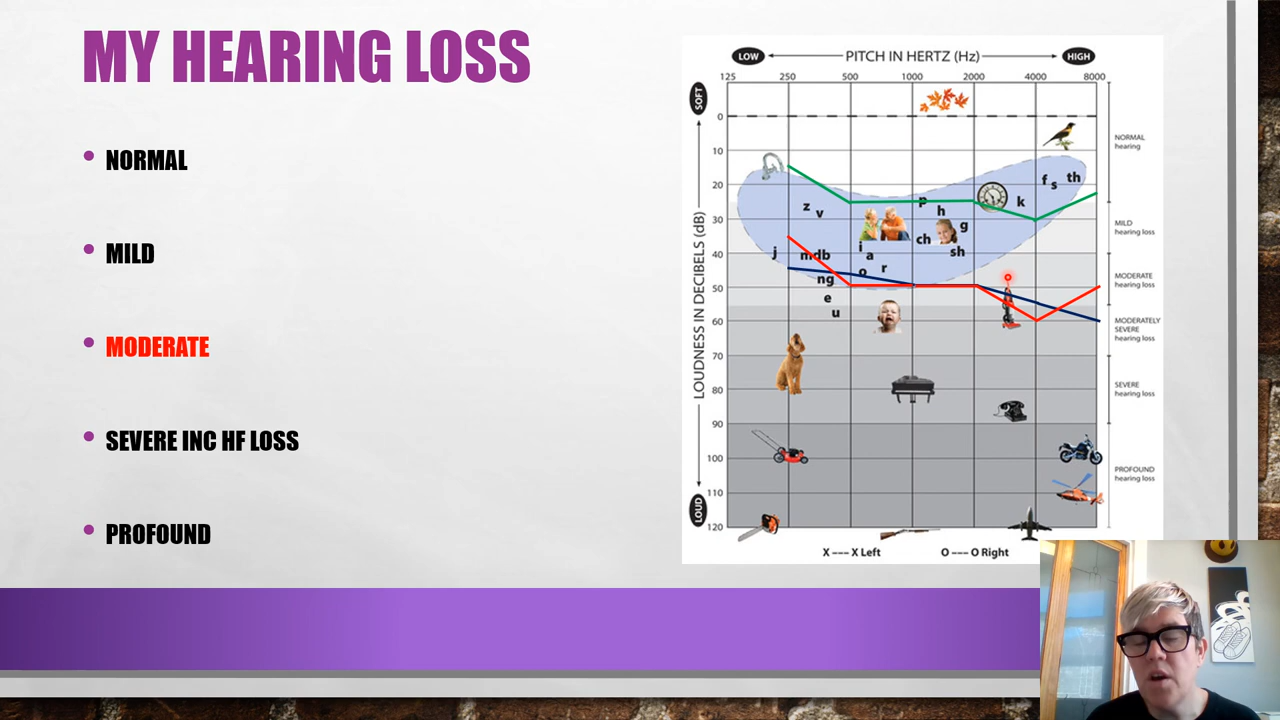 MY HEARING LOSS
NORMAL
MILD
MODERATE
SEVERE INC HF LOSS
PROFOUND
LOW PITCH IN HERTZ (Hz) HIGH
125 250 500 1000 2000 4000 8000
SOFT
LOUDNESS IN DECIBELS (dB)
LOUD
0
10
20
30
40
50
60
70
80
90
100
110
120
z
v
p
h
g
k
f
s
th
ch
sh
j
mdb
i
a
o
r
ng
e
u
NORMAL
hearing
MILD
hearing loss
MODERATE
hearing loss
MODERATELY
SEVERE
hearing loss
SEVERE
hearing loss
PROFOUND
hearing loss
X --- X Left O --- O Right